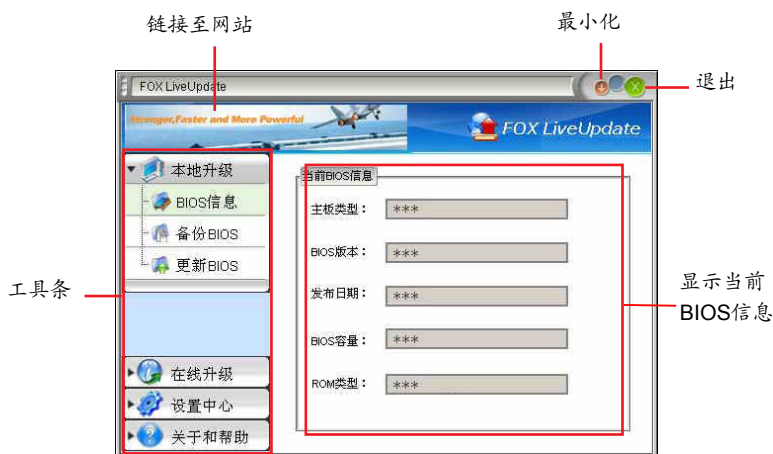 链接至网站
最小化
退出
FOX LiveUpdate
Stronger,Faster and More Powerful
FOX LiveUpdate
本地升级
BIOS信息
备份BIOS
更新BIOS
在线升级
设置中心
关于和帮助
当前BIOS信息
主板类型： ***
BIOS版本： ***
发布日期： ***
BIOS容量： ***
ROM类型： ***
工具条
显示当前
BIOS信息